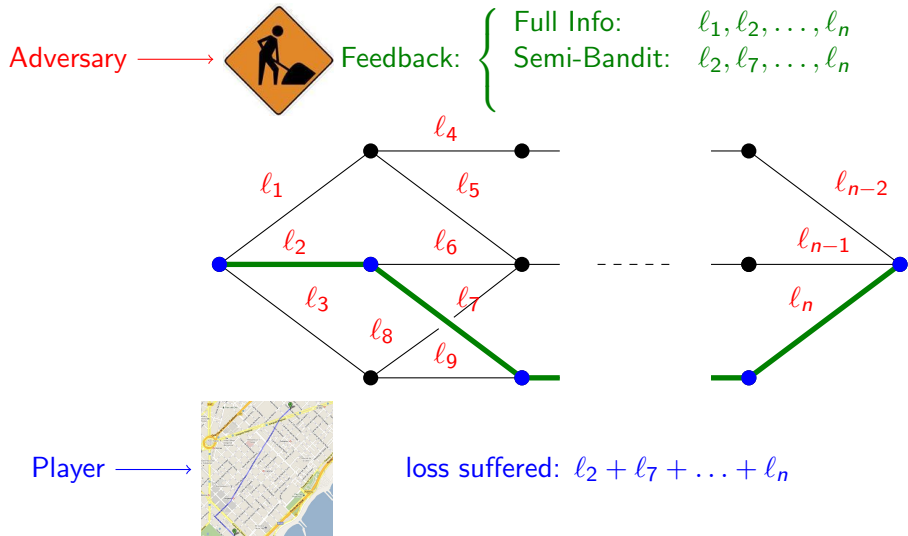 Full Info: ℓ₁, ℓ₂, . . . , ℓₙ
Adversary Feedback: Semi-Bandit: ℓ₂, ℓ₇, . . . , ℓₙ
ℓ₄
ℓ₁ ℓ₅ ℓₙ₋₂
ℓ₂ ℓ₆ ℓₙ₋₁
ℓ₃ ℓ₇ ℓₙ
ℓ₈
ℓ₉
Player loss suffered: ℓ₂ + ℓ₇ + . . . + ℓₙ